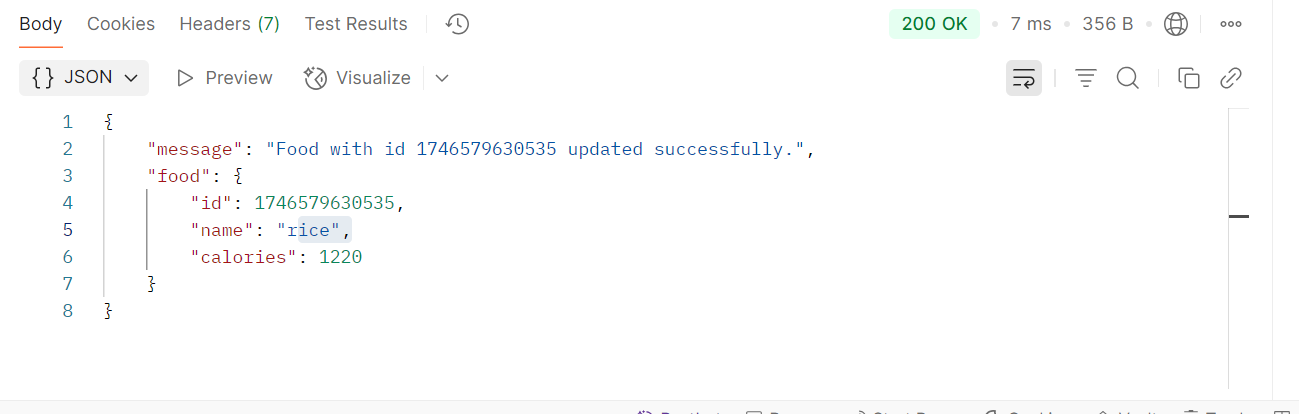 Body Cookies Headers (7) Test Results 200 OK 7 ms 356 B
{} JSON Preview Visualize
1 {
2 "message": "Food with id 1746579630535 updated successfully.",
3 "food": {
4 "id": 1746579630535,
5 "name": "rice",
6 "calories": 1220
7 }
8 }